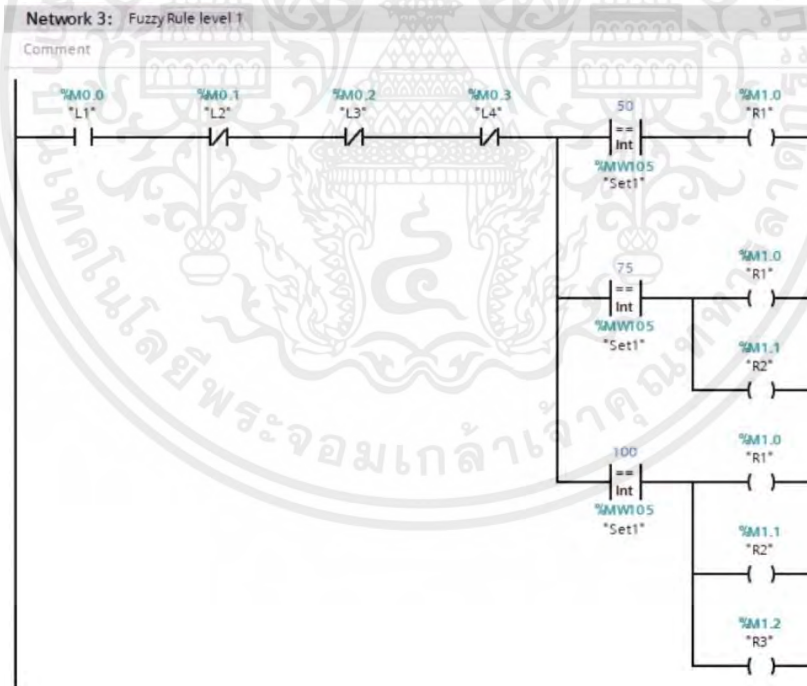 Network 3: Fuzzy Rule level 1
Comment
%M0.0 %M0.1 %M0.2 %M0.3
"L1" "L2" "L3" "L4"
50
==
Int
%MW105
"Set1"
%M1.0
"R1"
75
==
Int
%MW105
"Set1"
%M1.0
"R1"
%M1.1
"R2"
100
==
Int
%MW105
"Set1"
%M1.0
"R1"
%M1.1
"R2"
%M1.2
"R3"